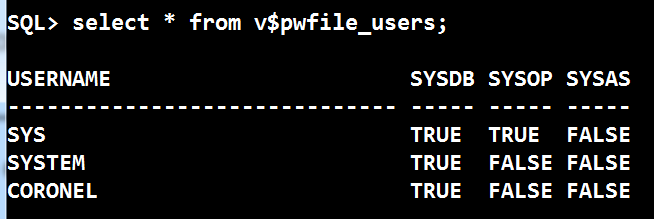 SQL> select * from v$pwfile_users;
USERNAME                       SYSDB SYSOP SYSAS
------------------------------ ----- ----- -----
SYS                            TRUE  TRUE  FALSE
SYSTEM                         TRUE  FALSE FALSE
CORONEL                        TRUE  FALSE FALSE